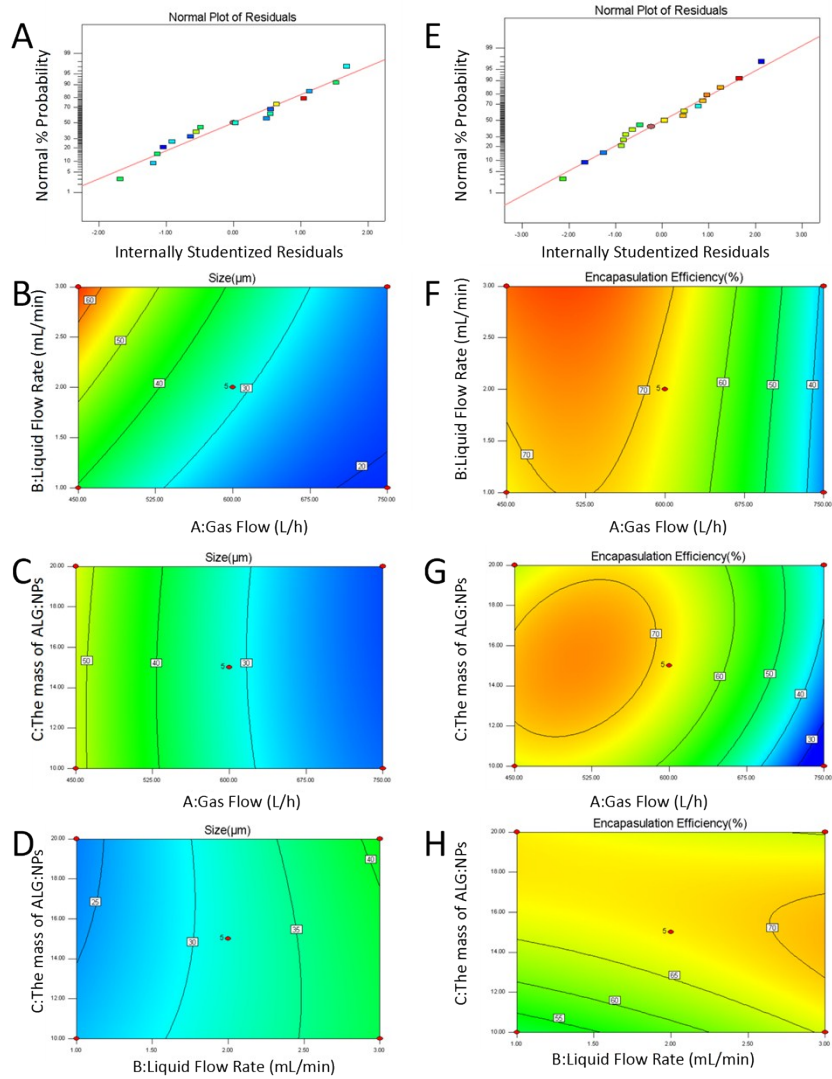 A
Normal Plot of Residuals
Normal % Probability
99
95
90
80
70
50
30
20
10
5
1
-2.00 -1.00 0.00 1.00 2.00
Internally Studentized Residuals
E
Normal Plot of Residuals
Normal % Probability
99
95
90
80
70
50
30
20
10
5
1
-3.00 -2.00 -1.00 0.00 1.00 2.00 3.00
Internally Studentized Residuals
B
Size(μm)
B:Liquid Flow Rate (mL/min)
3.00
2.50
2.00
1.50
1.00
60
50
40
5
30
20
450.00 525.00 600.00 675.00 750.00
A:Gas Flow (L/h)
F
Encapasulation Efficiency(%)
B:Liquid Flow Rate (mL/min)
3.00
2.50
2.00
1.50
1.00
70
5
60
50
40
70
450.00 525.00 600.00 675.00 750.00
A:Gas Flow (L/h)
C
Size(μm)
C:The mass of ALG:NPs
20.00
18.00
16.00
14.00
12.00
10.00
50
40
5
30
450.00 525.00 600.00 675.00 750.00
A:Gas Flow (L/h)
G
Encapasulation Efficiency(%)
C:The mass of ALG:NPs
20.00
18.00
16.00
14.00
12.00
10.00
70
5
60
50
40
30
450.00 525.00 600.00 675.00 750.00
A:Gas Flow (L/h)
D
Size(μm)
C:The mass of ALG:NPs
20.00
18.00
16.00
14.00
12.00
10.00
40
25
35
5
30
1.00 1.50 2.00 2.50 3.00
B:Liquid Flow Rate (mL/min)
H
Encapasulation Efficiency(%)
C:The mass of ALG:NPs
20.00
18.00
16.00
14.00
12.00
10.00
5
70
65
60
55
1.00 1.50 2.00 2.50 3.00
B:Liquid Flow Rate (mL/min)